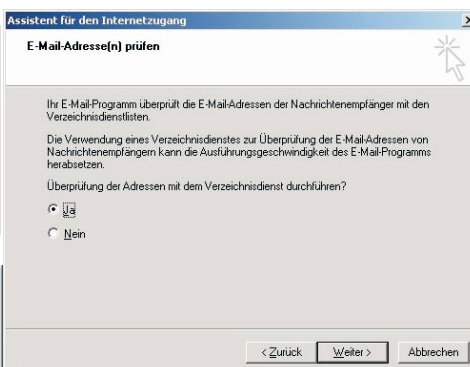 Assistent für den Internetzugang
E-Mail-Adresse(n) prüfen
Ihr E-Mail-Programm überprüft die E-Mail-Adressen der Nachrichtenempfänger mit den
Verzeichnisdienstlisten.
Die Verwendung eines Verzeichnisdienstes zur Überprüfung der E-Mail-Adressen von
Nachrichtenempfängern kann die Ausführungsgeschwindigkeit des E-Mail-Programms
herabsetzen.
Überprüfung der Adressen mit dem Verzeichnisdienst durchführen?
Ja
Nein
< Zurück Weiter > Abbrechen